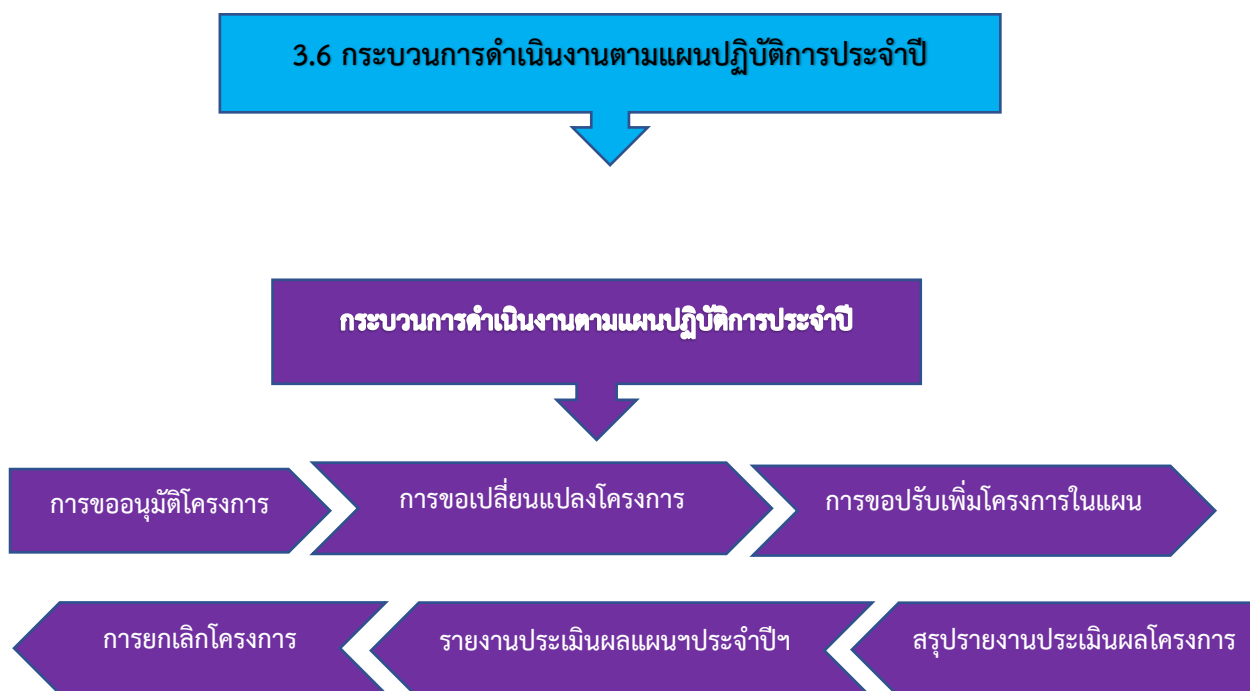 3.6 กระบวนการดำเนินงานตามแผนปฏิบัติการประจำปี
กระบวนการดำเนินงานตามแผนปฏิบัติการประจำปี
การขออนุมัติโครงการ
การขอเปลี่ยนแปลงโครงการ
การขอปรับเพิ่มโครงการในแผน
สรุปรายงานประเมินผลโครงการ
รายงานประเมินผลแผนฯประจำปีฯ
การยกเลิกโครงการ